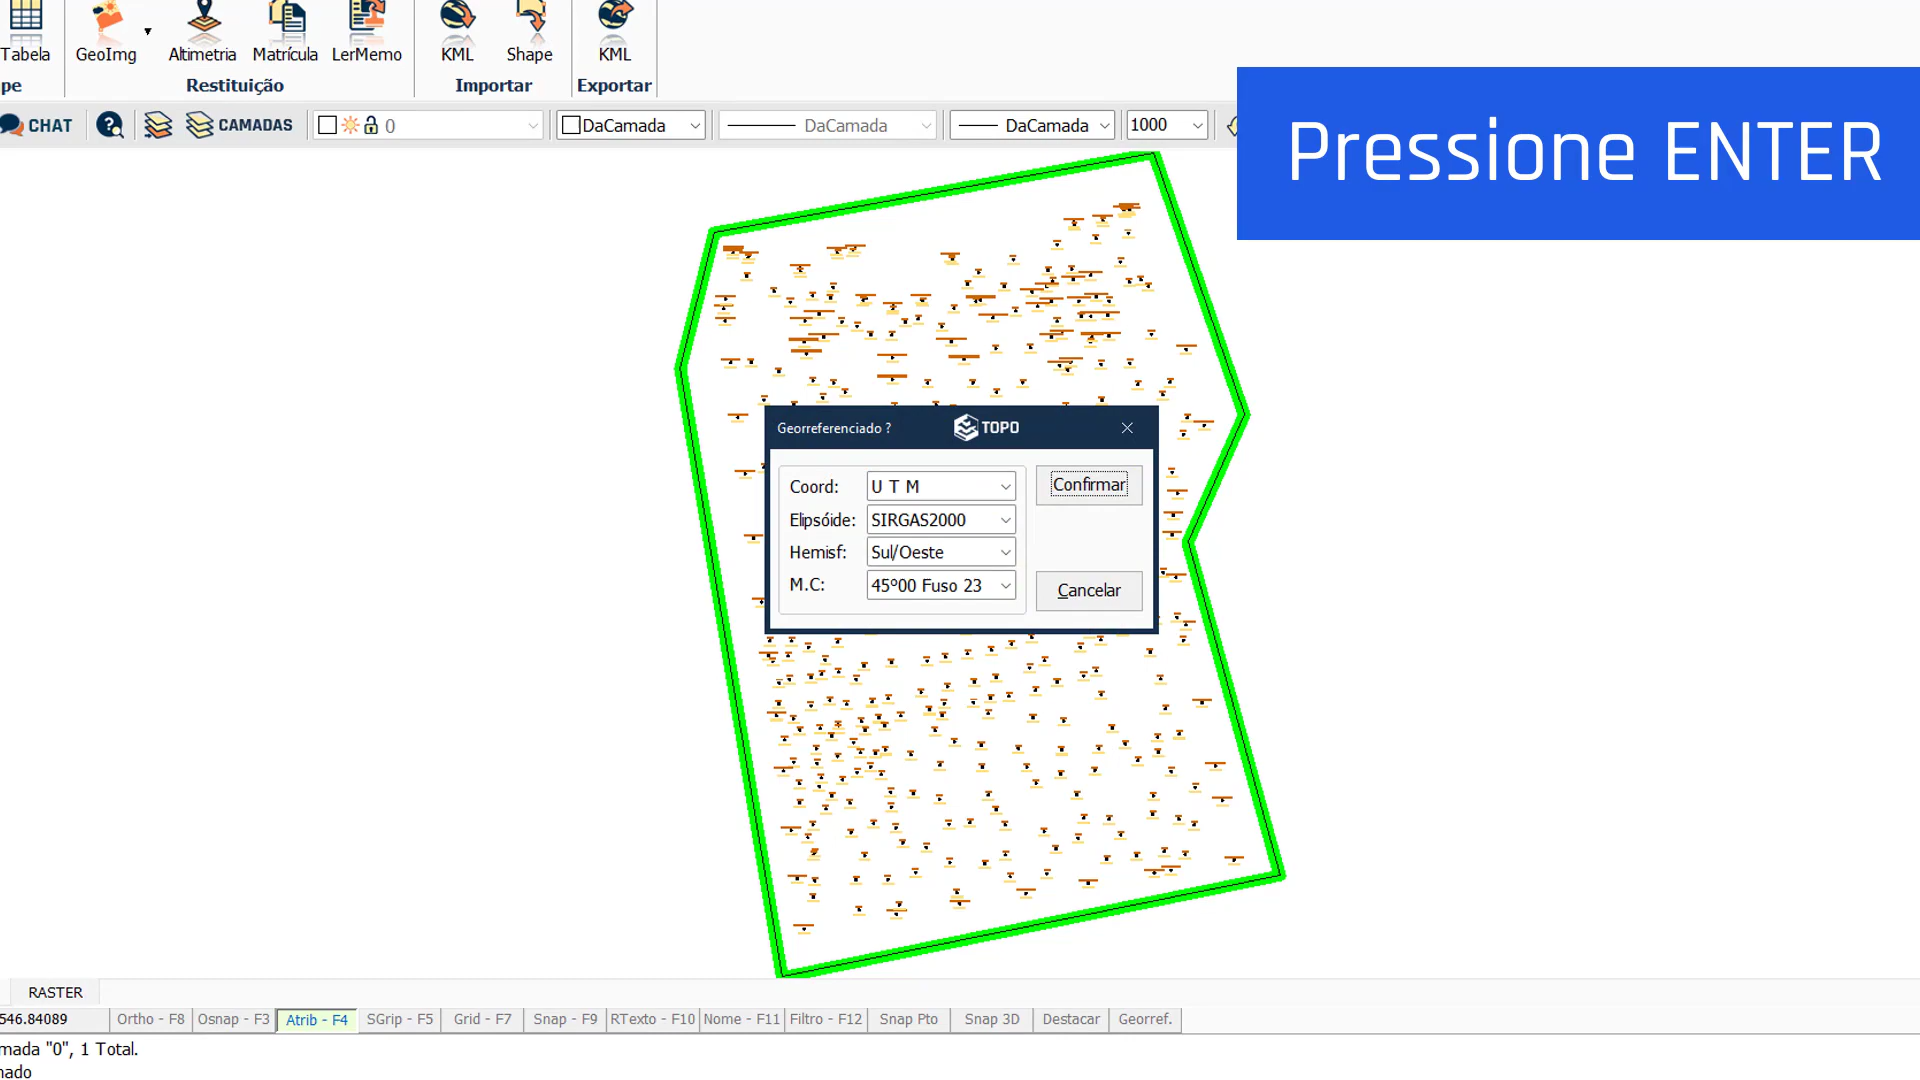 Tabela
GeoImg
Altimetria
Matrícula
LerMemo
KML
Shape
KML
pe
Restituição
Importar
Exportar
CHAT
CAMADAS
0
DaCamada
DaCamada
DaCamada
1000
Pressione ENTER
Georreferenciado ?
TOPO
Coord:
U T M
Confirmar
Elipsóide:
SIRGAS2000
Hemisf:
Sul/Oeste
M.C:
45º00 Fuso 23
Cancelar
RASTER
546.84089
Ortho - F8
Osnap - F3
Atrib - F4
SGrip - F5
Grid - F7
Snap - F9
RTexto - F10
Nome - F11
Filtro - F12
Snap Pto
Snap 3D
Destacar
Georref.
mada "0", 1 Total.
nado